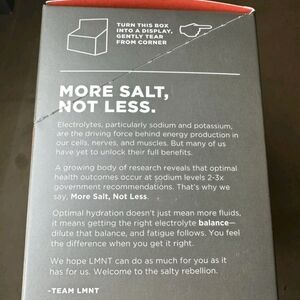 TURN THIS BOX
INTO A DISPLAY,
GENTLY TEAR
FROM CORNER
MORE SALT,
NOT LESS.
Electrolytes, particularly sodium and potassium,
are the driving force behind energy production in
our cells, nerves, and muscles. But many of us
have yet to unlock their full benefits.
A growing body of research reveals that optimal
health outcomes occur at sodium levels 2-3x
government recommendations. That's why we
say, More Salt, Not Less.
Optimal hydration doesn't just mean more fluids,
it means getting the right electrolyte balance—
dilute that balance, and fatigue follows. You feel
the difference when you get it right.
We hope LMNT can do as much for you as it
has for us. Welcome to the salty rebellion.
-TEAM LMNT